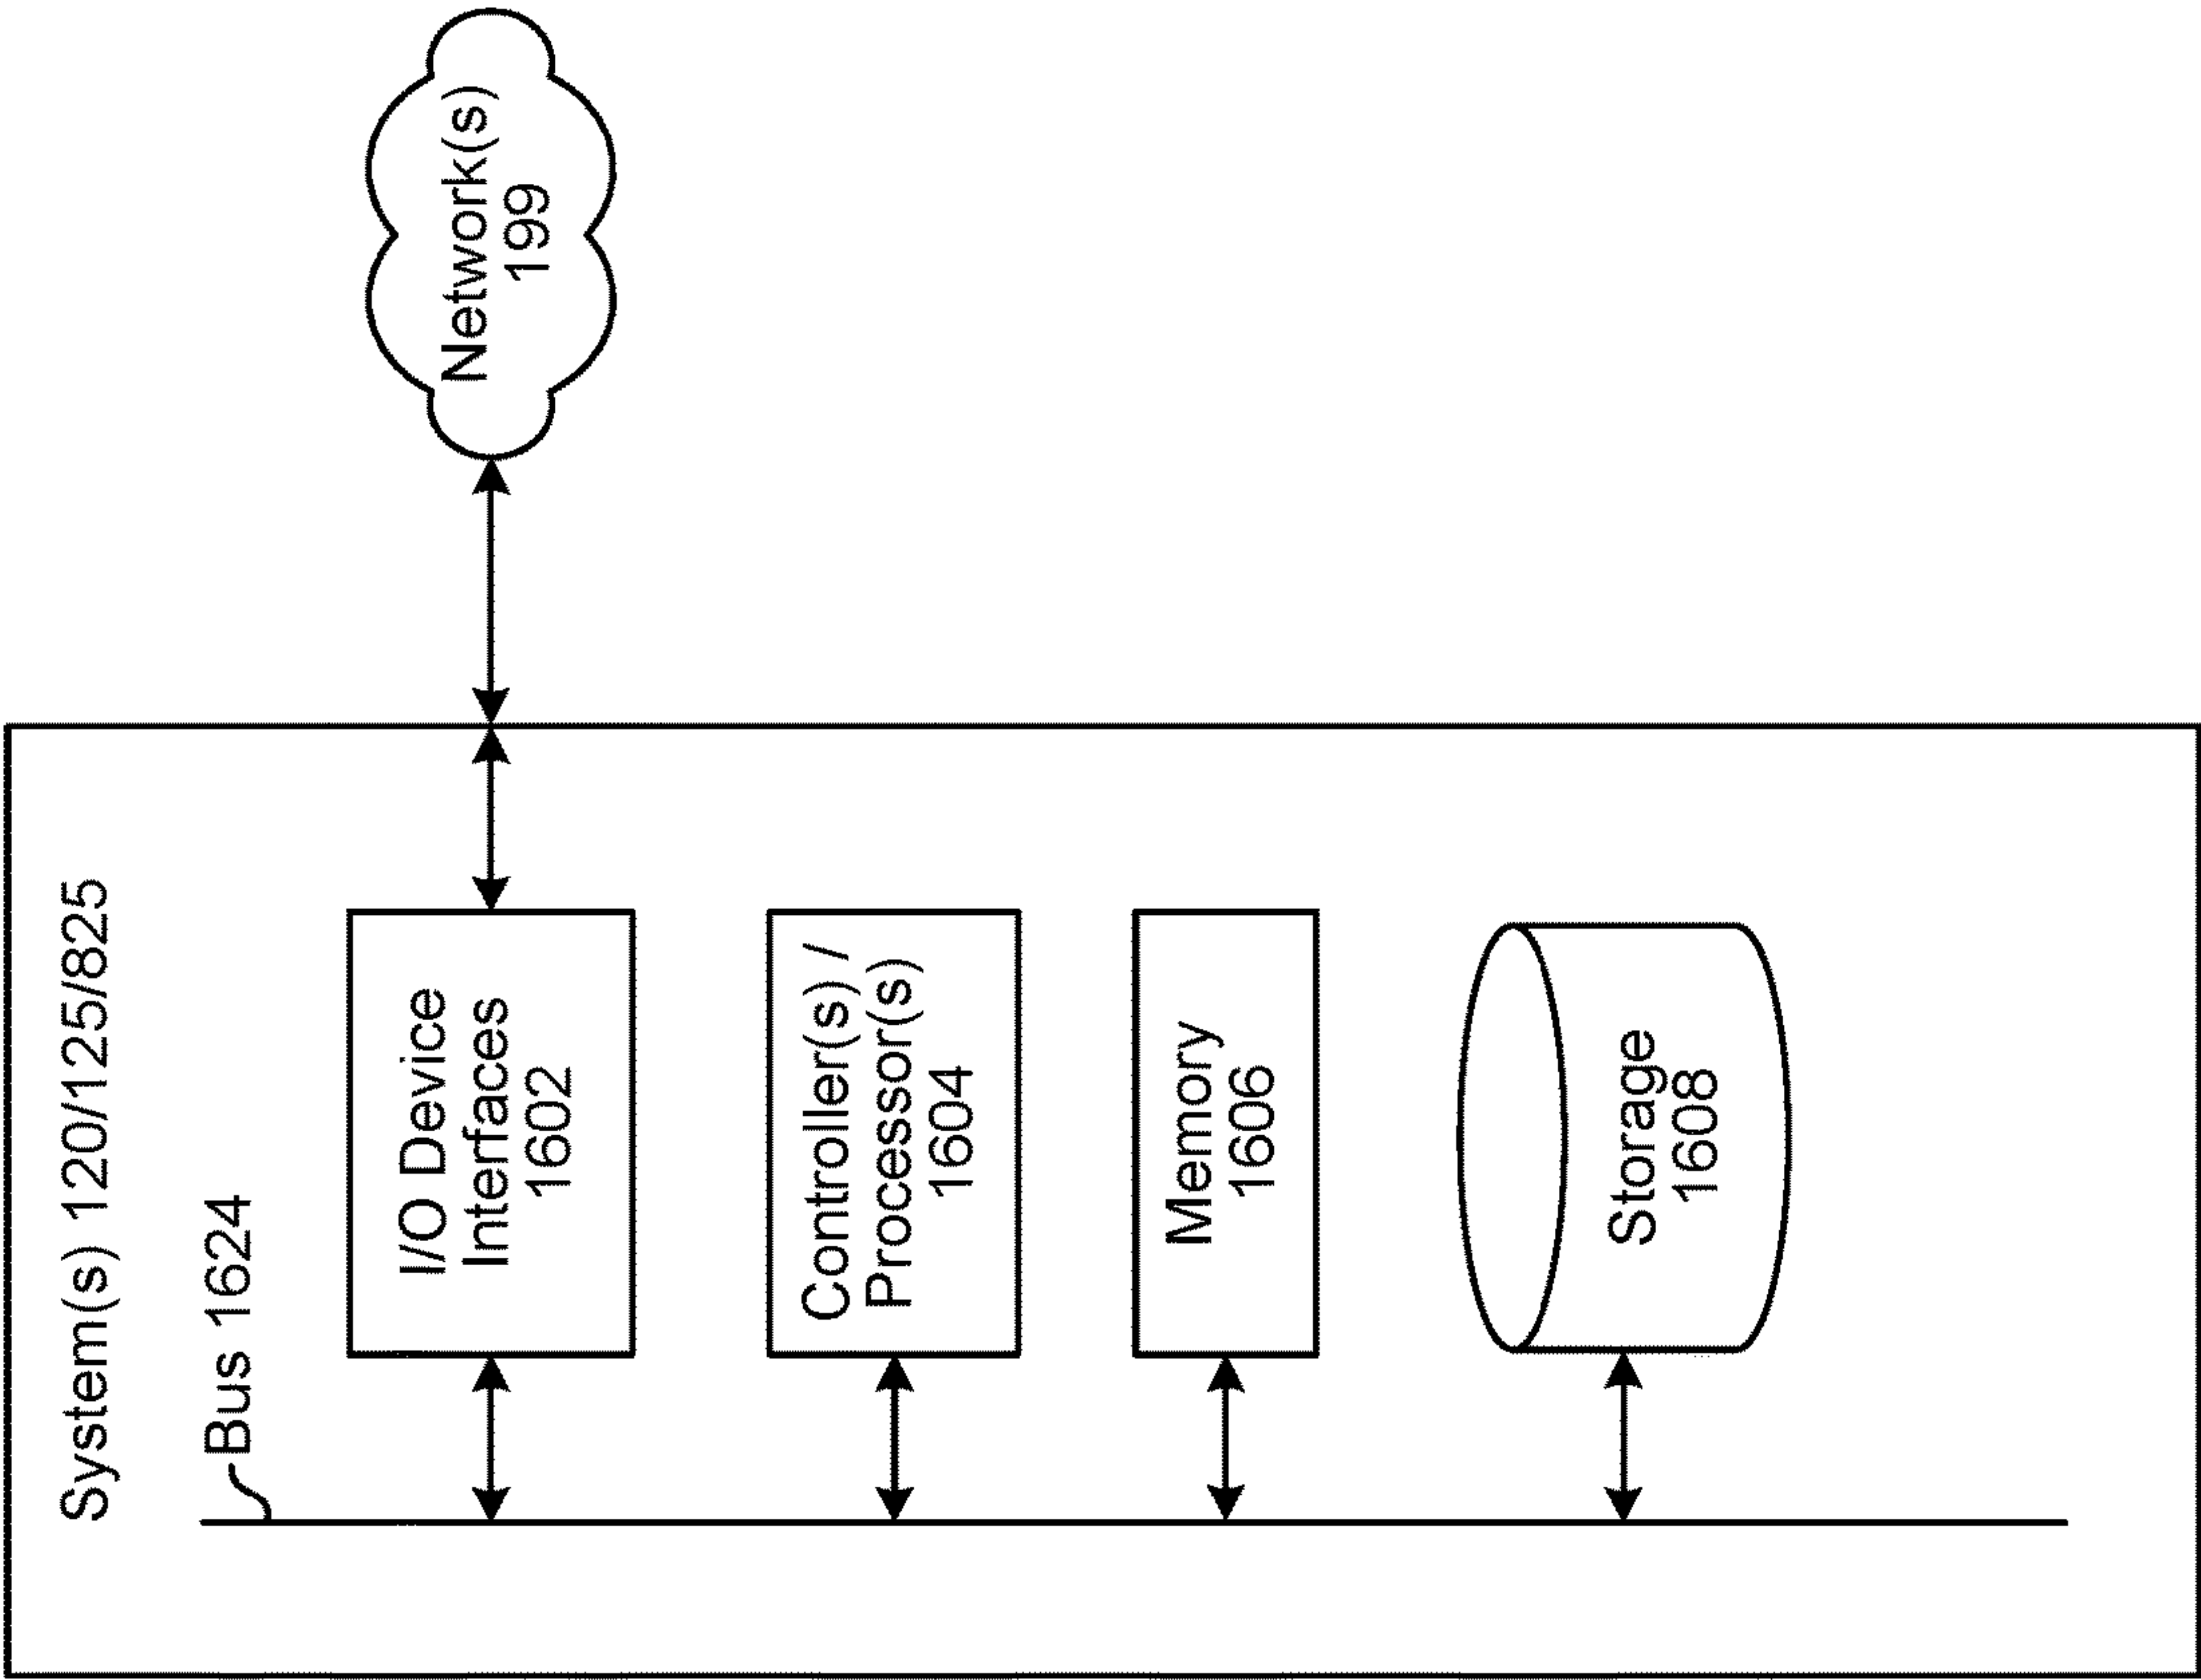 System(s) 120/125/825
Bus 1624
I/O Device
Interfaces
1602
Network(s)
199
Controller(s) /
Processor(s)
1604
Memory
1606
Storage
1608